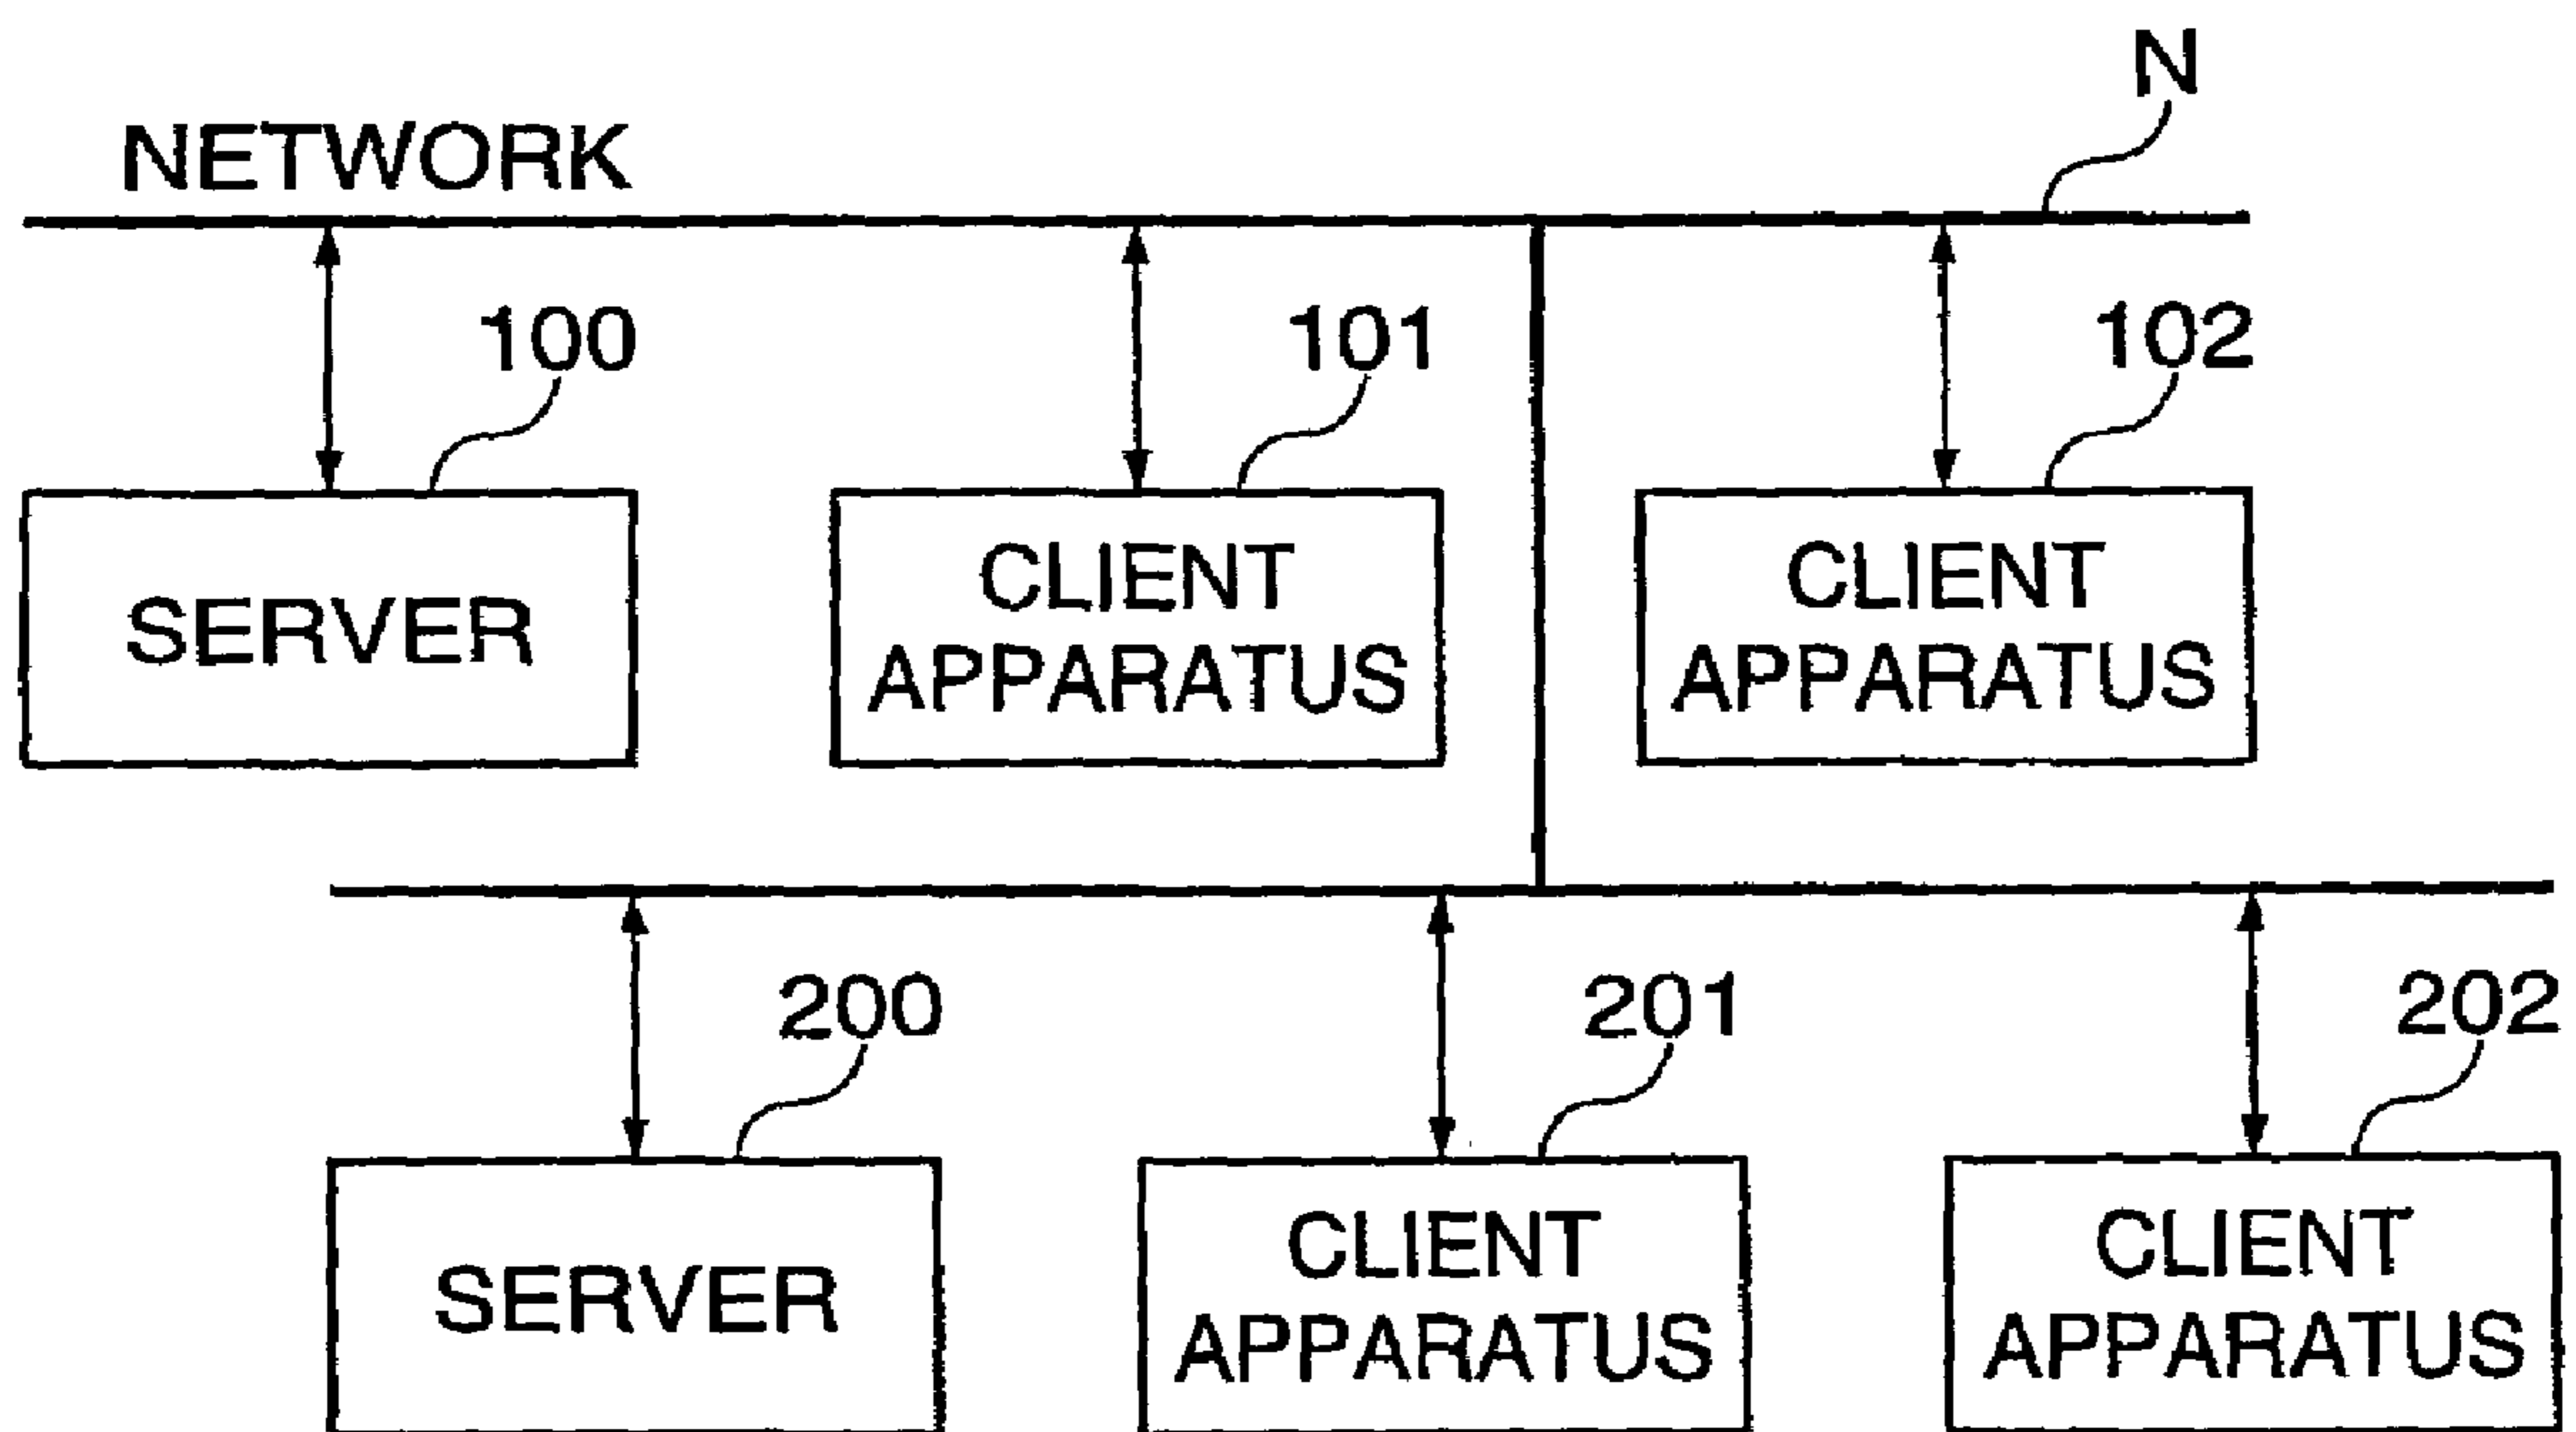 N
NETWORK
100
101
102
SERVER
CLIENT
APPARATUS
CLIENT
APPARATUS
200
201
202
SERVER
CLIENT
APPARATUS
CLIENT
APPARATUS